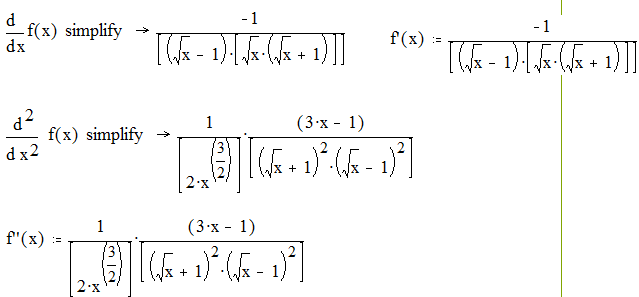 d/dx f(x) simplify → -1/[(√x - 1)·[√x·(√x + 1)]] f'(x) := -1/[(√x - 1)·[√x·(√x + 1)]]
d²/dx² f(x) simplify → 1/[2·x^(3/2)]·(3·x - 1)/[(√x + 1)²·(√x - 1)²]
f''(x) := 1/[2·x^(3/2)]·(3·x - 1)/[(√x + 1)²·(√x - 1)²]